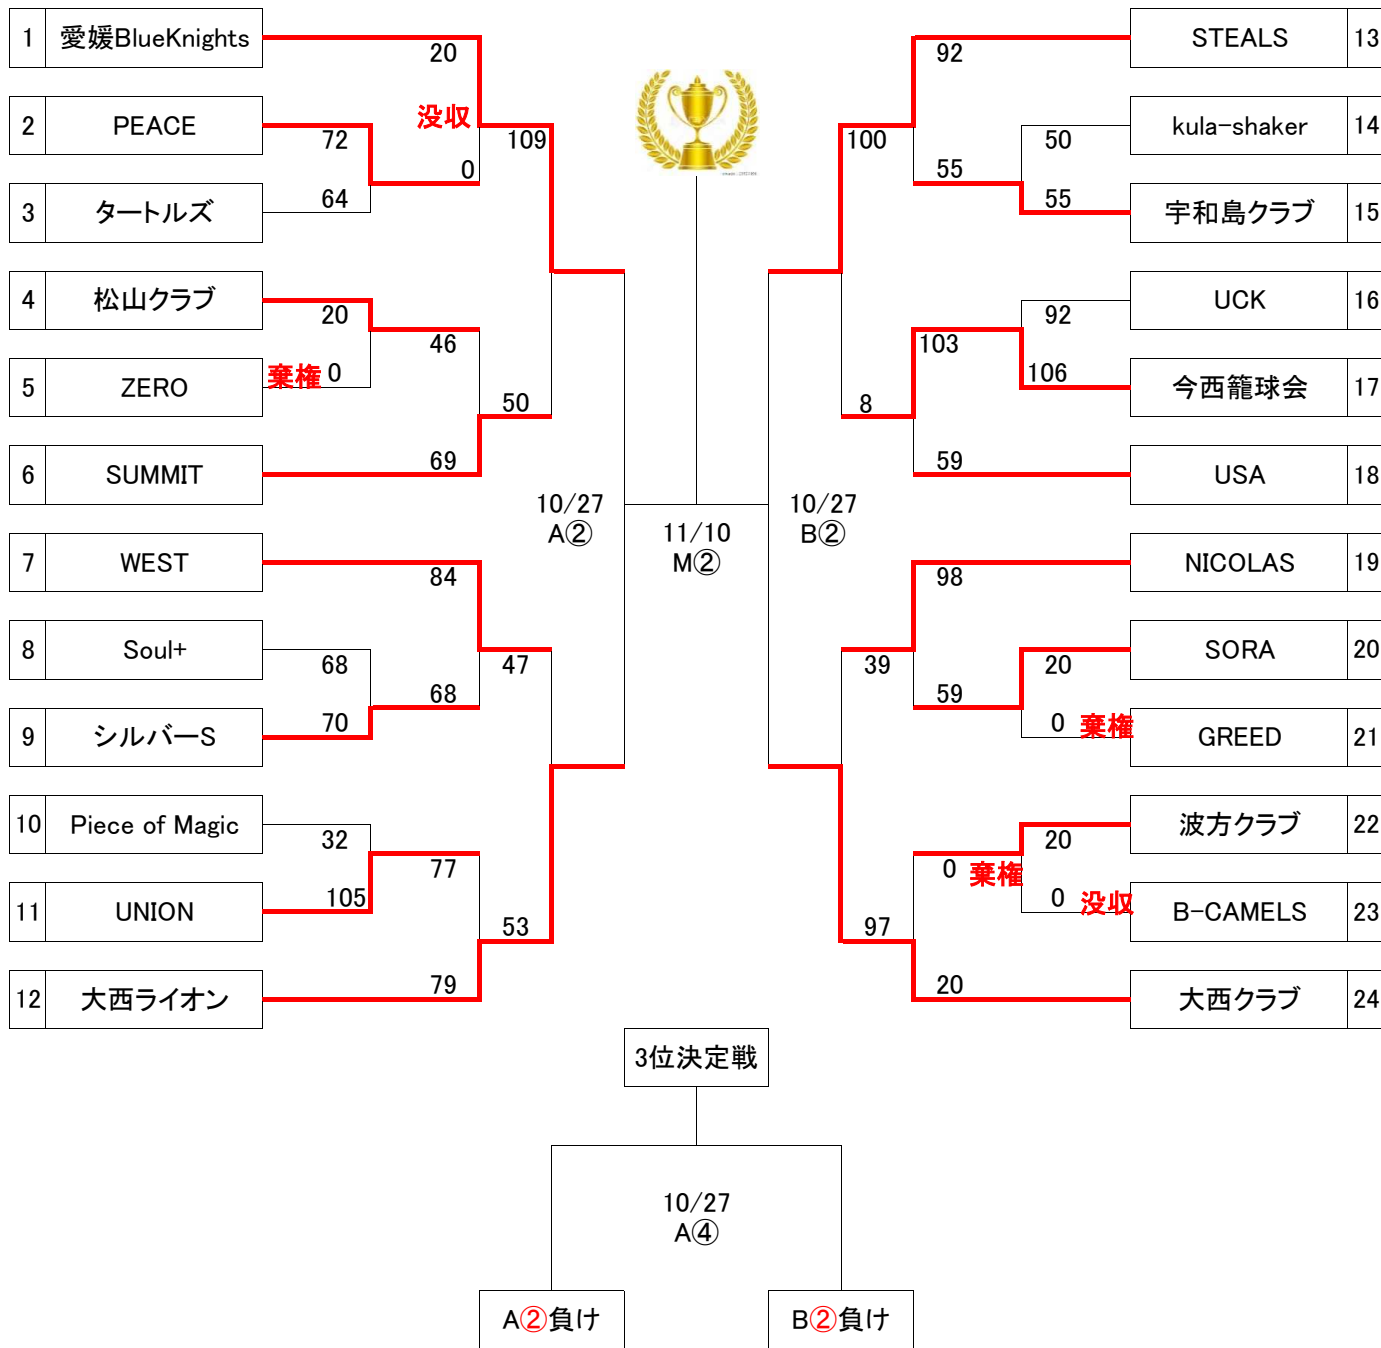 1 愛媛BlueKnights
20
2 PEACE
没収
72
109
0
64
3 タートルズ
4 松山クラブ
20
46
5 ZERO
棄権 0
50
6 SUMMIT
69
10/27
A②
7 WEST
84
8 Soul+
68
47
68
9 シルバーS
70
10 Piece of Magic
32
77
11 UNION
105
53
12 大西ライオン
79
11/10
M②
STEALS 13
92
kula-shaker 14
100
50
55
55
宇和島クラブ 15
UCK 16
92
103
106
今西籠球会 17
8
59
USA 18
10/27
B②
NICOLAS 19
98
SORA 20
39
20
59
0 棄権
GREED 21
波方クラブ 22
20
0 棄権
0 没収
B-CAMELS 23
97
20
大西クラブ 24
3位決定戦
10/27
A④
A②負け
B②負け